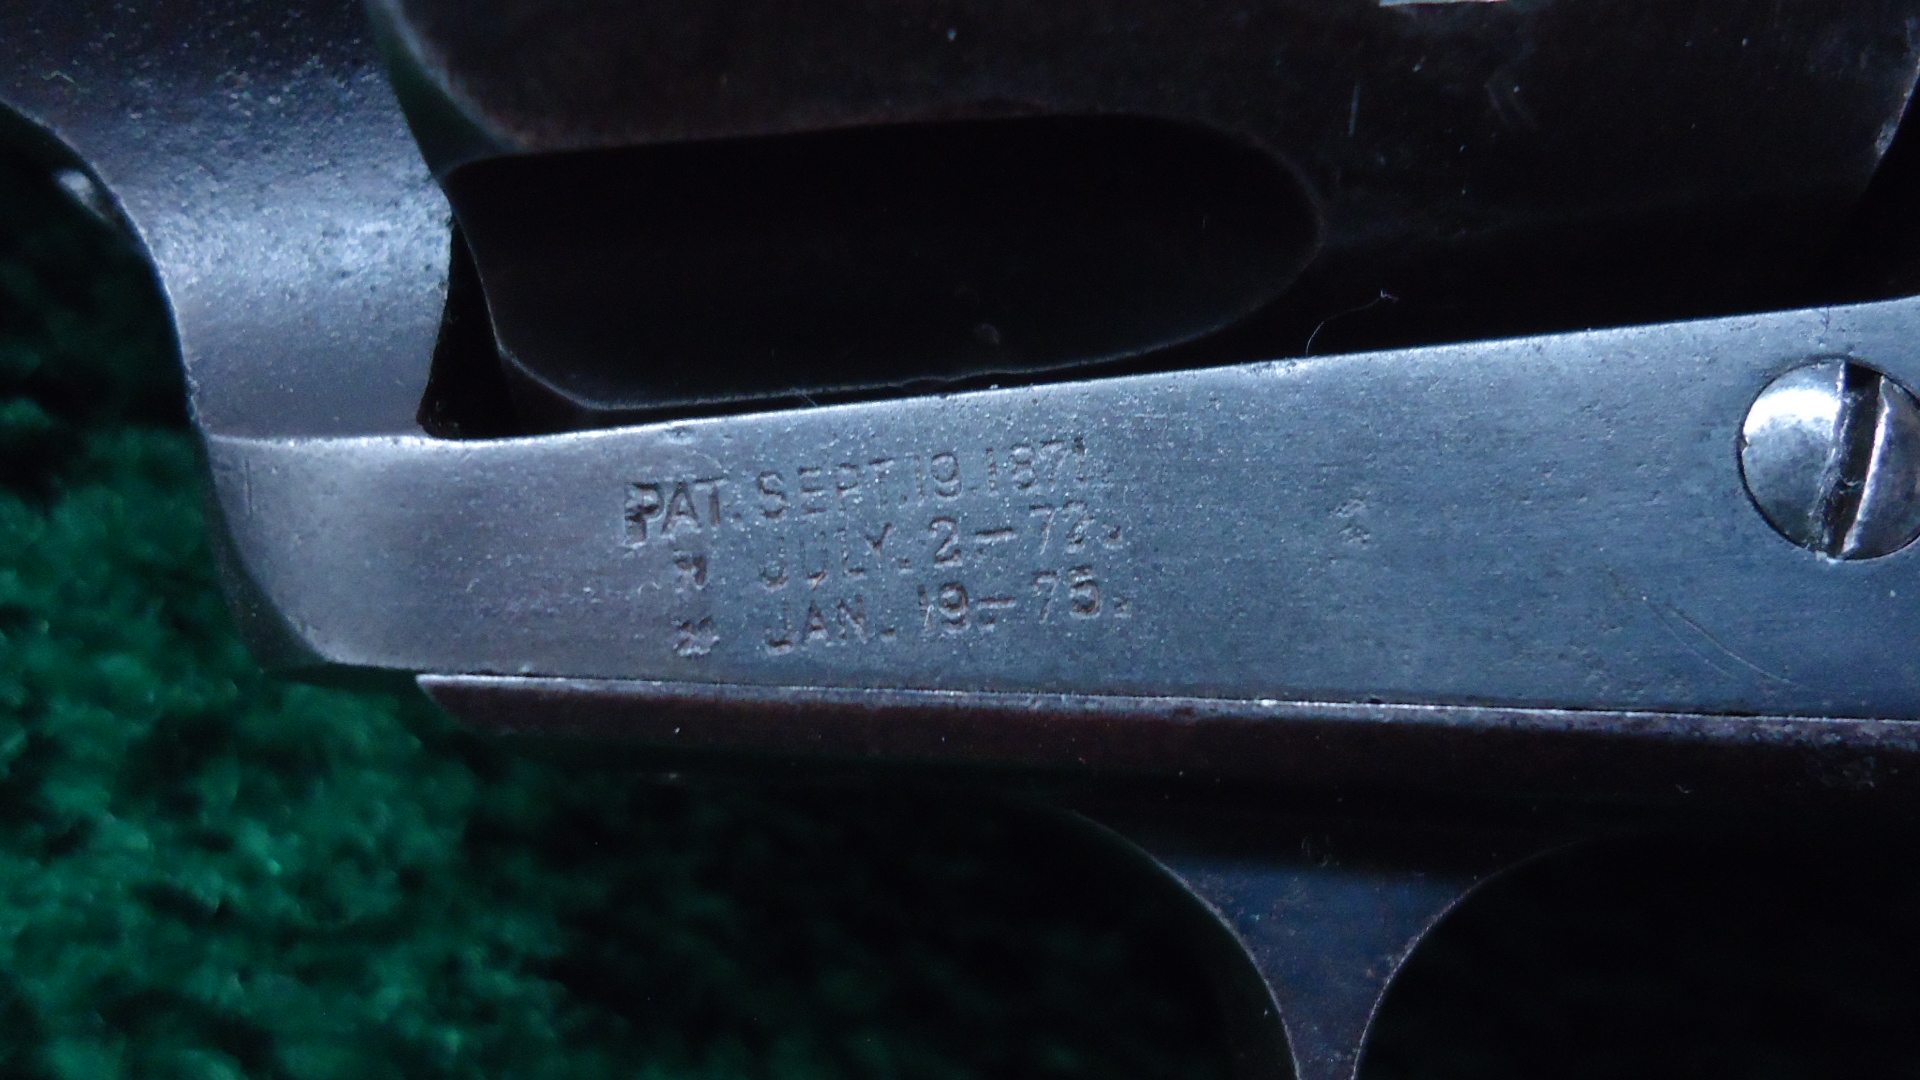 PAT. SEPT. 19. 1871.
" JULY. 2 – 72.
" JAN. 19. – 75.